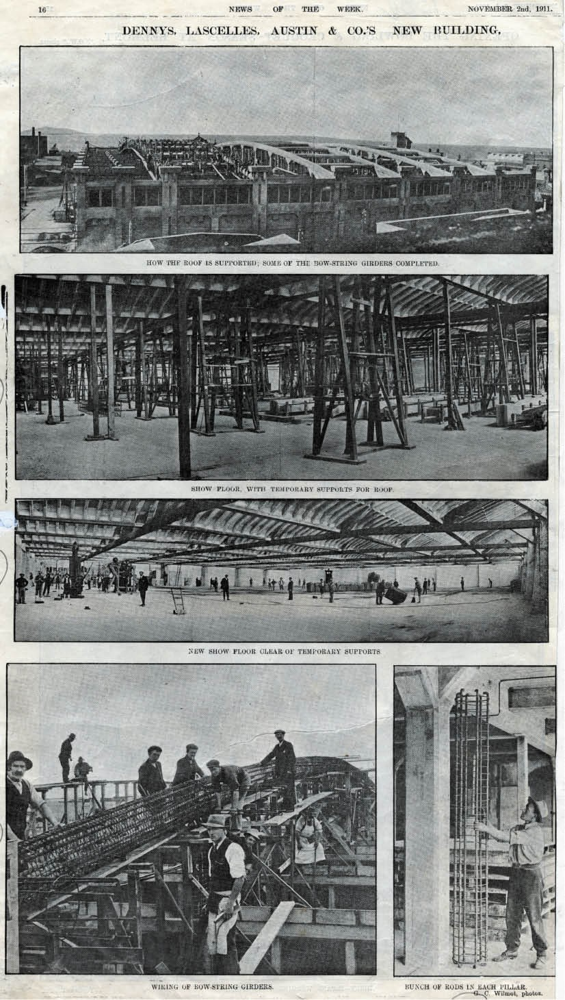 16 NEWS OF THE WEEK. NOVEMBER 2nd, 1911.
DENNYS, LASCELLES, AUSTIN & CO.'S NEW BUILDING,
HOW THE ROOF IS SUPPORTED; SOME OF THE BOW-STRING GIRDERS COMPLETED.
SHOW FLOOR, WITH TEMPORARY SUPPORTS FOR ROOF.
NEW SHOW FLOOR CLEAR OF TEMPORARY SUPPORTS
WIRING OF BOW-STRING GIRDERS.
BUNCH OF RODS IN EACH PILLAR.
G. C. Wilmot, photos.